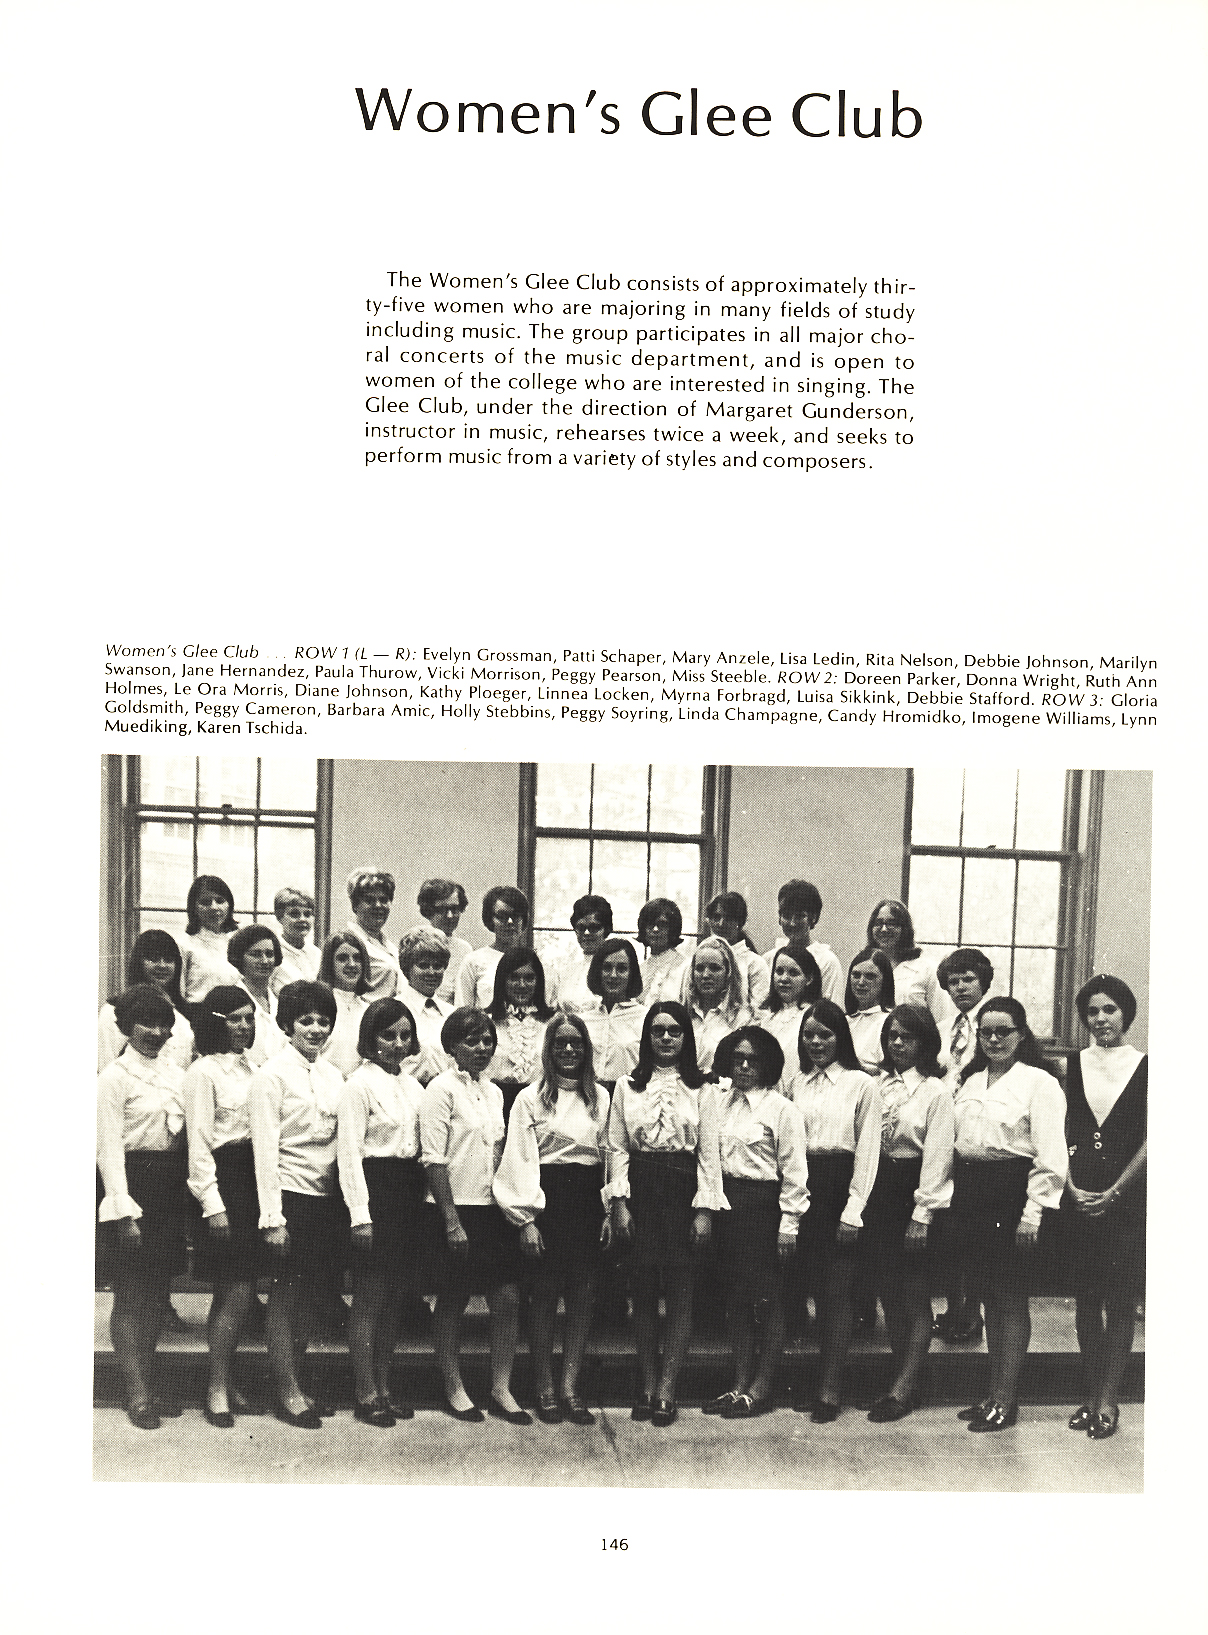 Women's Glee Club
The Women's Glee Club consists of approximately thir-
ty-five women who are majoring in many fields of study
including music. The group participates in all major cho-
ral concerts of the music department, and is open to
women of the college who are interested in singing. The
Glee Club, under the direction of Margaret Gunderson,
instructor in music, rehearses twice a week, and seeks to
perform music from a variety of styles and composers.
Women's Glee Club . . . ROW 1 (L — R): Evelyn Grossman, Patti Schaper, Mary Anzele, Lisa Ledin, Rita Nelson, Debbie Johnson, Marilyn
Swanson, Jane Hernandez, Paula Thurow, Vicki Morrison, Peggy Pearson, Miss Steeble. ROW 2: Doreen Parker, Donna Wright, Ruth Ann
Holmes, Le Ora Morris, Diane Johnson, Kathy Ploeger, Linnea Locken, Myrna Forbragd, Luisa Sikkink, Debbie Stafford. ROW 3: Gloria
Goldsmith, Peggy Cameron, Barbara Amic, Holly Stebbins, Peggy Soyring, Linda Champagne, Candy Hromidko, Imogene Williams, Lynn
Muediking, Karen Tschida.
146